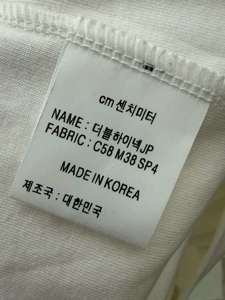 cm 센치미터
NAME : 더블하이넥JP
FABRIC : C58 M38 SP4
MADE IN KOREA
제조국 : 대한민국